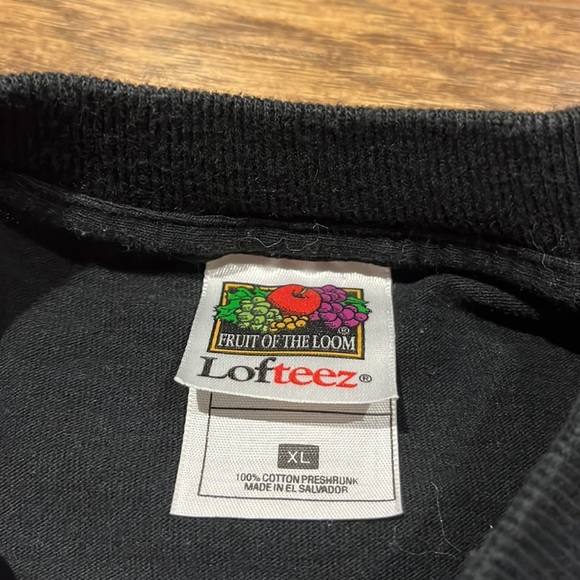 FRUIT OF THE LOOM ®
Lofteez®
XL
100% COTTON PRESHRUNK
MADE IN EL SALVADOR